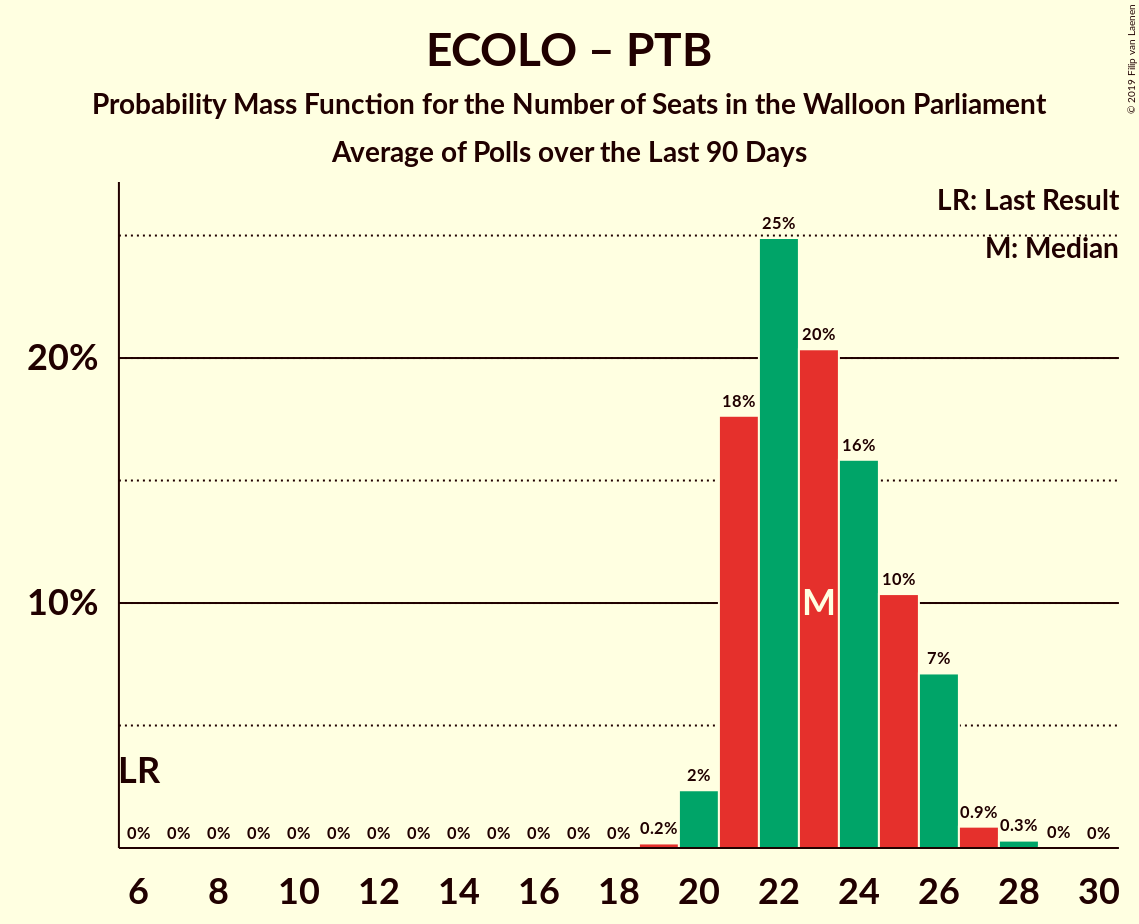 ECOLO – PTB
Probability Mass Function for the Number of Seats in the Walloon Parliament
Average of Polls over the Last 90 Days
© 2019 Filip van Laenen
LR: Last Result
M: Median
25%
20%
20%
18%
16%
10%
10%
M
7%
LR
2%
0% 0% 0% 0% 0% 0% 0% 0% 0% 0% 0% 0% 0% 0.2% 0.9% 0.3% 0% 0%
6 8 10 12 14 16 18 20 22 24 26 28 30